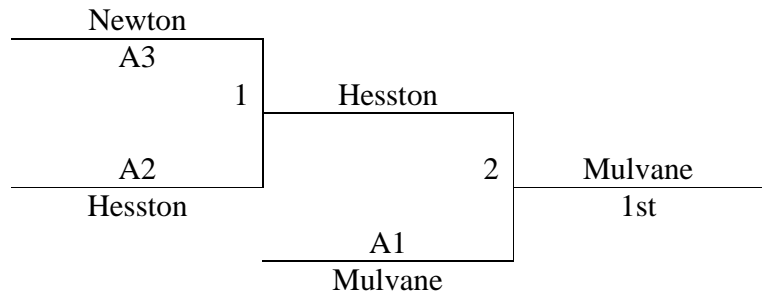 Newton
A3
1
Hesston
A2
2
Mulvane
Hesston
1st
A1
Mulvane